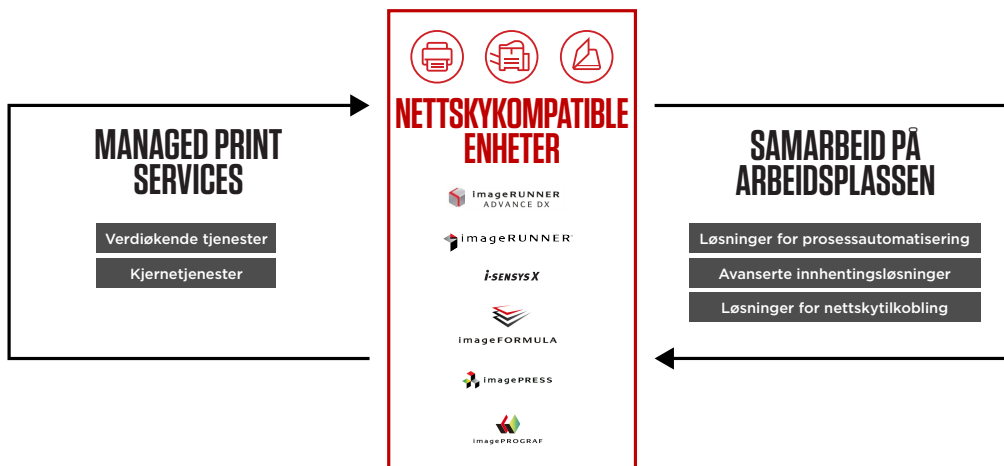 MANAGED PRINT
SERVICES
Verdiøkende tjenester
Kjernetjenester
NETTSKYKOMPATIBLE
ENHETER
imageRUNNER
ADVANCE DX
imageRUNNER
i-SENSYS X
imageFORMULA
imagePRESS
imagePROGRAF
SAMARBEID PÅ
ARBEIDSPLASSEN
Løsninger for prosessautomatisering
Avanserte innhentingsløsninger
Løsninger for nettskytilkobling